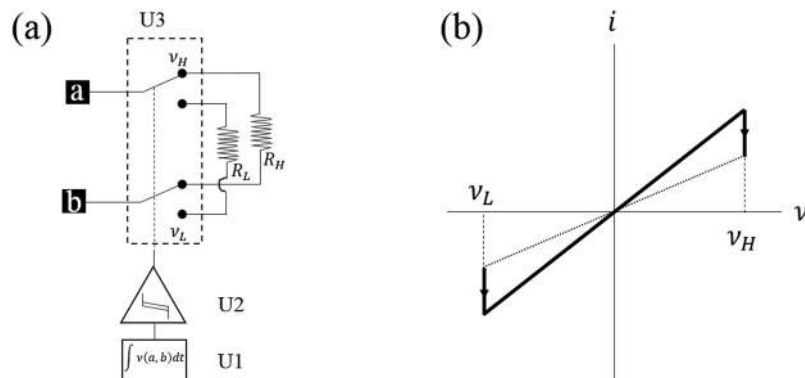 (a)
U3
ν_H
a
R_L
R_H
b
ν_L
U2
∫ v(a, b)dt
U1
(b)
i
ν_L
ν_H
v